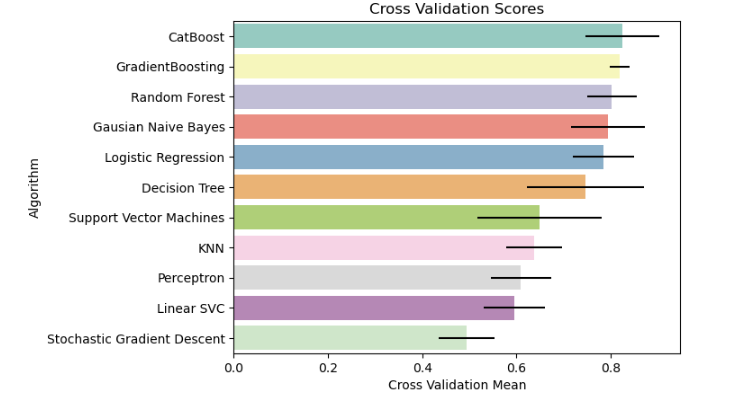 Cross Validation Scores
Algorithm
CatBoost
GradientBoosting
Random Forest
Gausian Naive Bayes
Logistic Regression
Decision Tree
Support Vector Machines
KNN
Perceptron
Linear SVC
Stochastic Gradient Descent
0.0 0.2 0.4 0.6 0.8
Cross Validation Mean